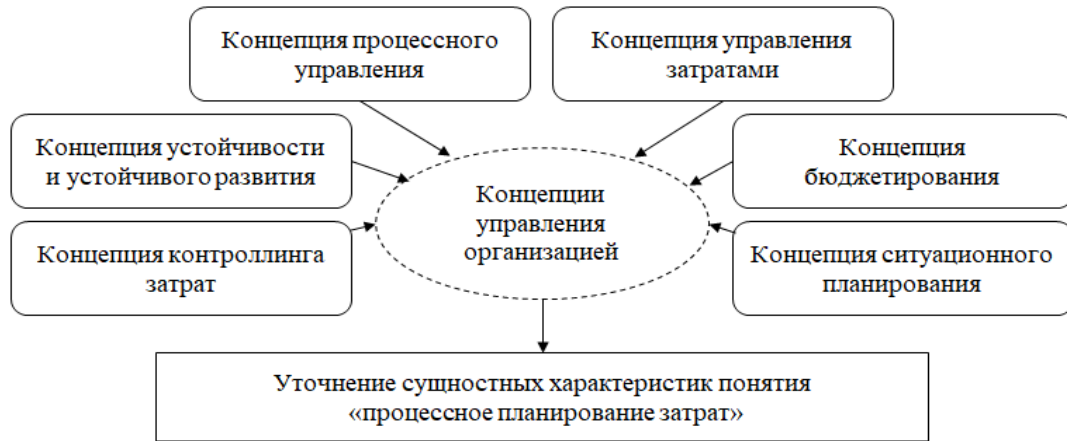 Концепция процессного
управления
Концепция управления
затратами
Концепция устойчивости
и устойчивого развития
Концепция
бюджетирования
Концепции
управления
организацией
Концепция контроллинга
затрат
Концепция ситуационного
планирования
Уточнение сущностных характеристик понятия
«процессное планирование затрат»